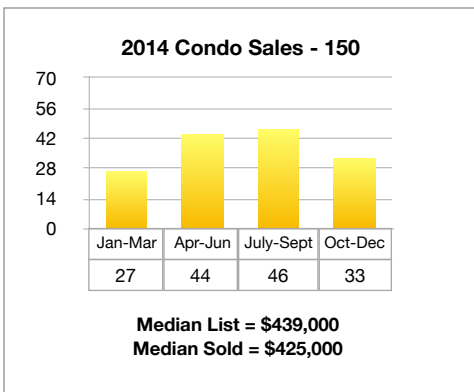 2014 Condo Sales - 150
70
56
42
28
14
0
Jan-Mar Apr-Jun July-Sept Oct-Dec
27 44 46 33
Median List = $439,000
Median Sold = $425,000